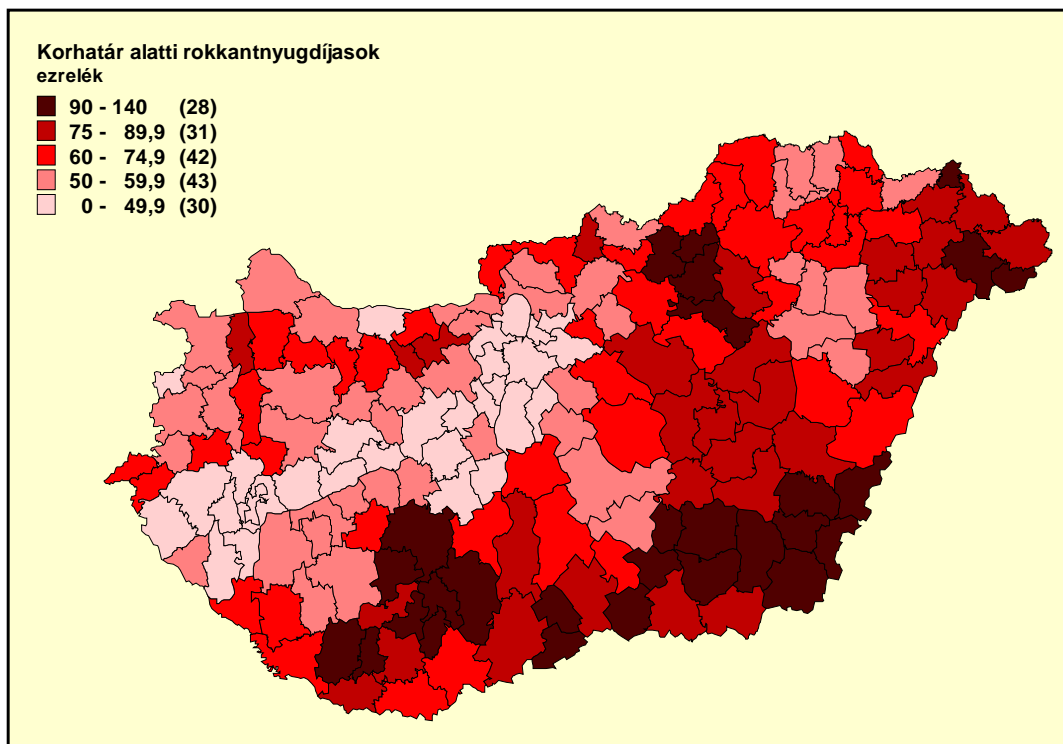 Korhatár alatti rokkantnyugdíjasok
ezrelék
90 - 140 (28)
75 - 89,9 (31)
60 - 74,9 (42)
50 - 59,9 (43)
0 - 49,9 (30)